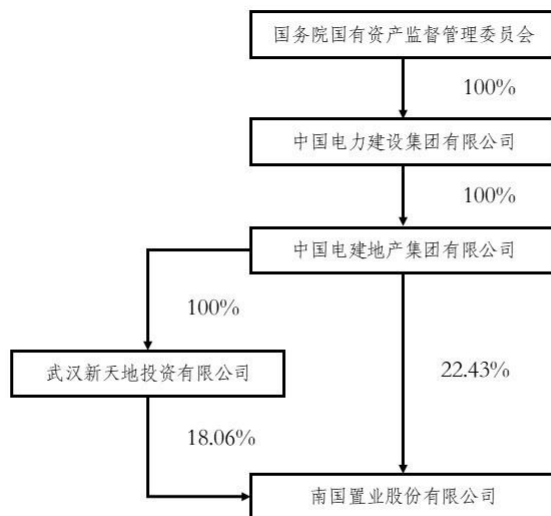 国务院国有资产监督管理委员会
100%
中国电力建设集团有限公司
100%
中国电建地产集团有限公司
100%
22.43%
武汉新天地投资有限公司
18.06%
南国置业股份有限公司